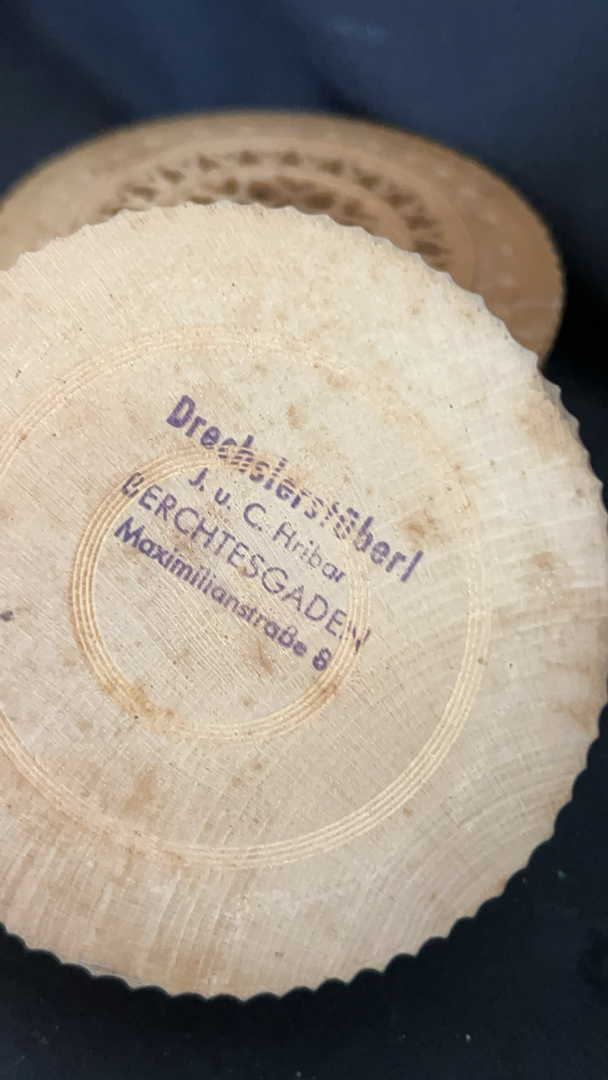 Drechslerstüberl
J. u. C. Hribar
BERCHTESGADEN
Maximilianstraße 8